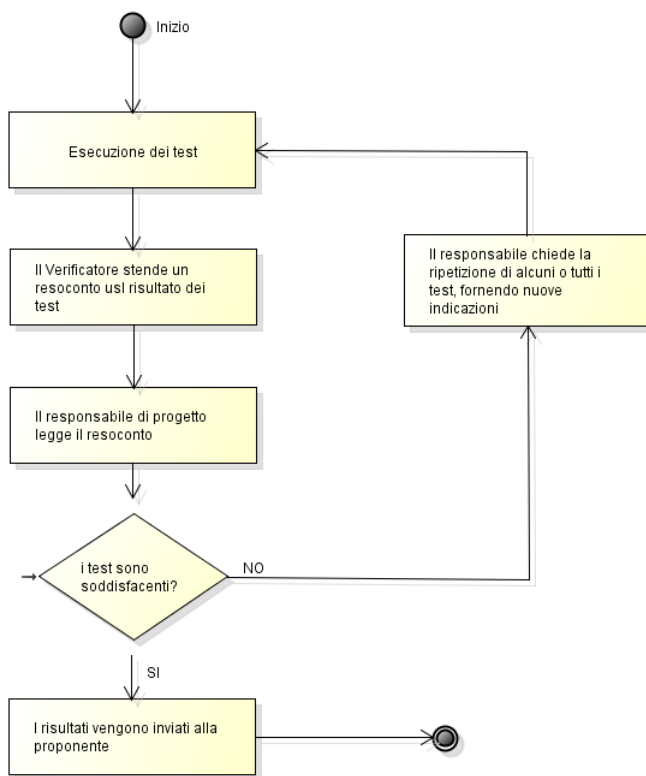 Inizio
Esecuzione dei test
Il Verificatore stende un
resoconto usl risultato dei
test
Il responsabile chiede la
ripetizione di alcuni o tutti i
test, fornendo nuove
indicazioni
Il responsabile di progetto
legge il resoconto
i test sono
soddisfacenti?
NO
SI
I risultati vengono inviati alla
proponente